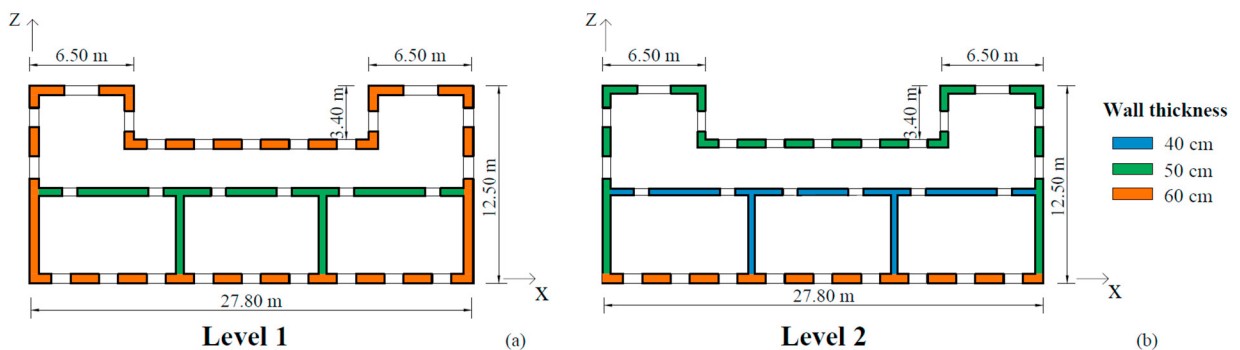 Z
6.50 m
6.50 m
3.40 m
12.50 m
X
27.80 m
Level 1
(a)
Z
6.50 m
6.50 m
3.40 m
12.50 m
X
27.80 m
Level 2
(b)
Wall thickness
40 cm
50 cm
60 cm